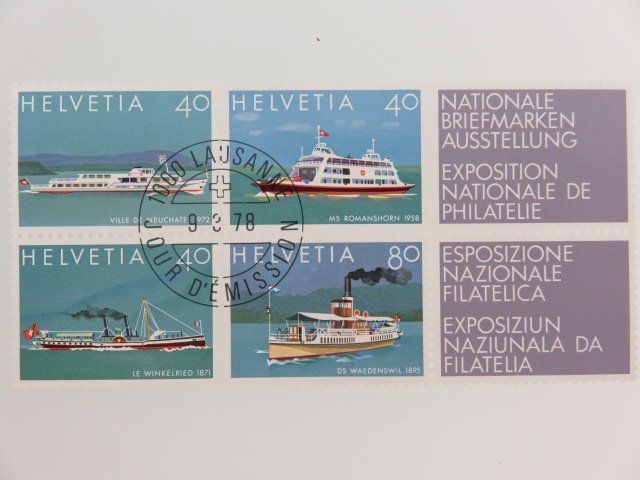 HELVETIA 40
VILLE DE NEUCHATEL 1972
HELVETIA 40
MS ROMANSHORN 1958
NATIONALE
BRIEFMARKEN
AUSSTELLUNG
EXPOSITION
NATIONALE DE
PHILATELIE
1000 LAUSANNE
9 3 78
JOUR D'ÉMISSION
HELVETIA 40
LE WINKELRIED 1871
HELVETIA 80
DS WAEDENSWIL 1895
ESPOSIZIONE
NAZIONALE
FILATELICA
EXPOSIZIUN
NAZIUNALA DA
FILATELIA